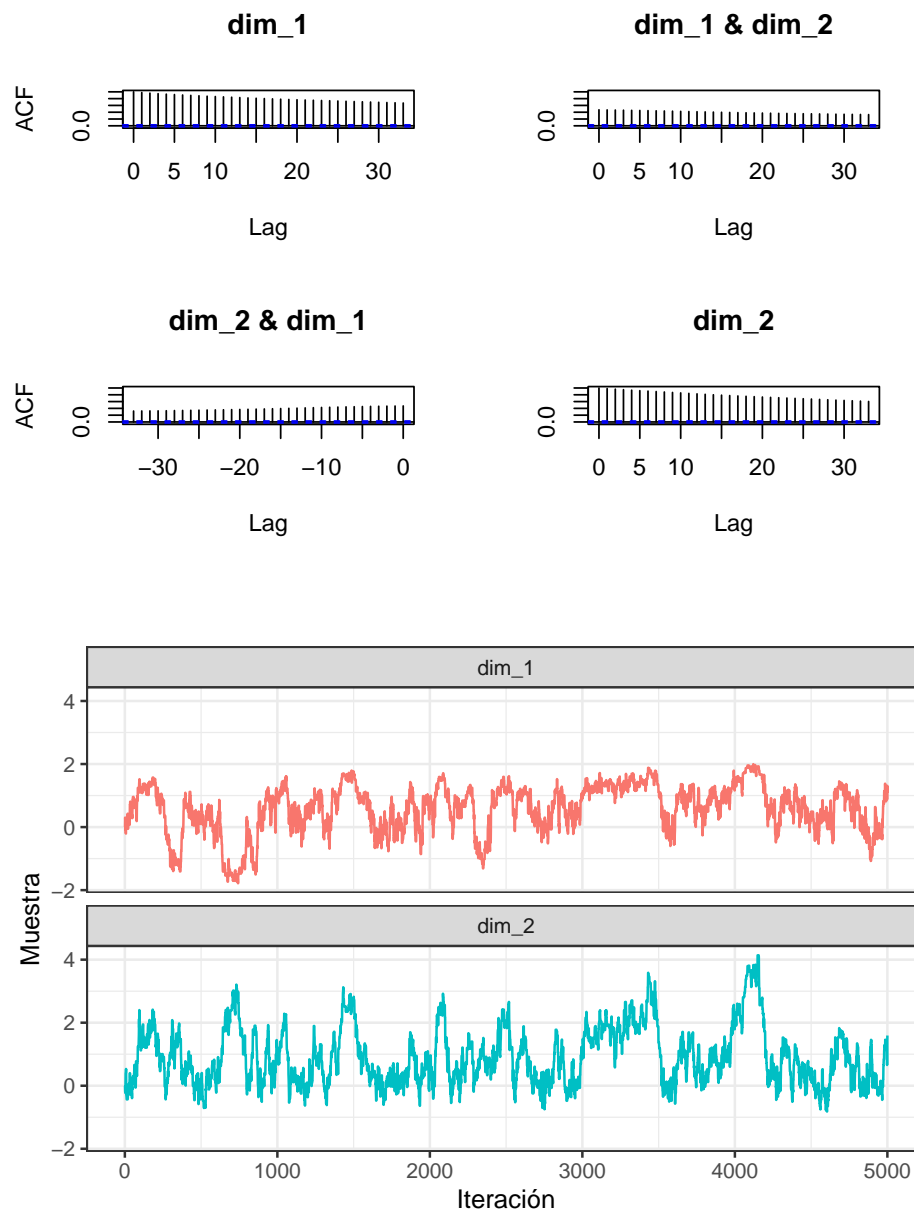 dim_1 dim_1 & dim_2
ACF 0.0 0.0
0 5 10 20 30 0 5 10 20 30
Lag Lag
dim_2 & dim_1 dim_2
ACF 0.0 0.0
−30 −20 −10 0 0 5 10 20 30
Lag Lag
dim_1
4
2
0
−2
Muestra
dim_2
4
2
0
−2
0 1000 2000 3000 4000 5000
Iteración